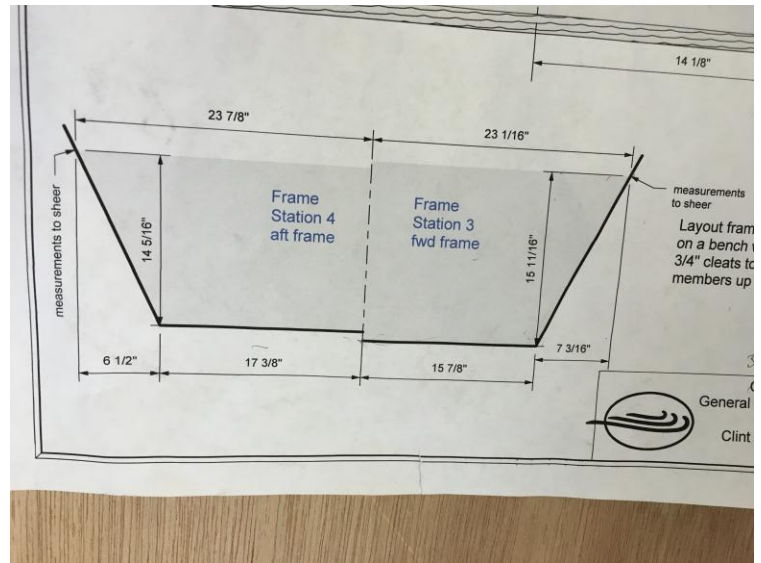 14 1/8"
23 7/8"
23 1/16"
measurements to sheer
Frame
Station 4
aft frame
Frame
Station 3
fwd frame
14 5/16"
15 11/16"
measurements
to sheer
Layout fram
on a bench
3/4" cleats to
members up
6 1/2"
17 3/8"
15 7/8"
7 3/16"
General
Clint